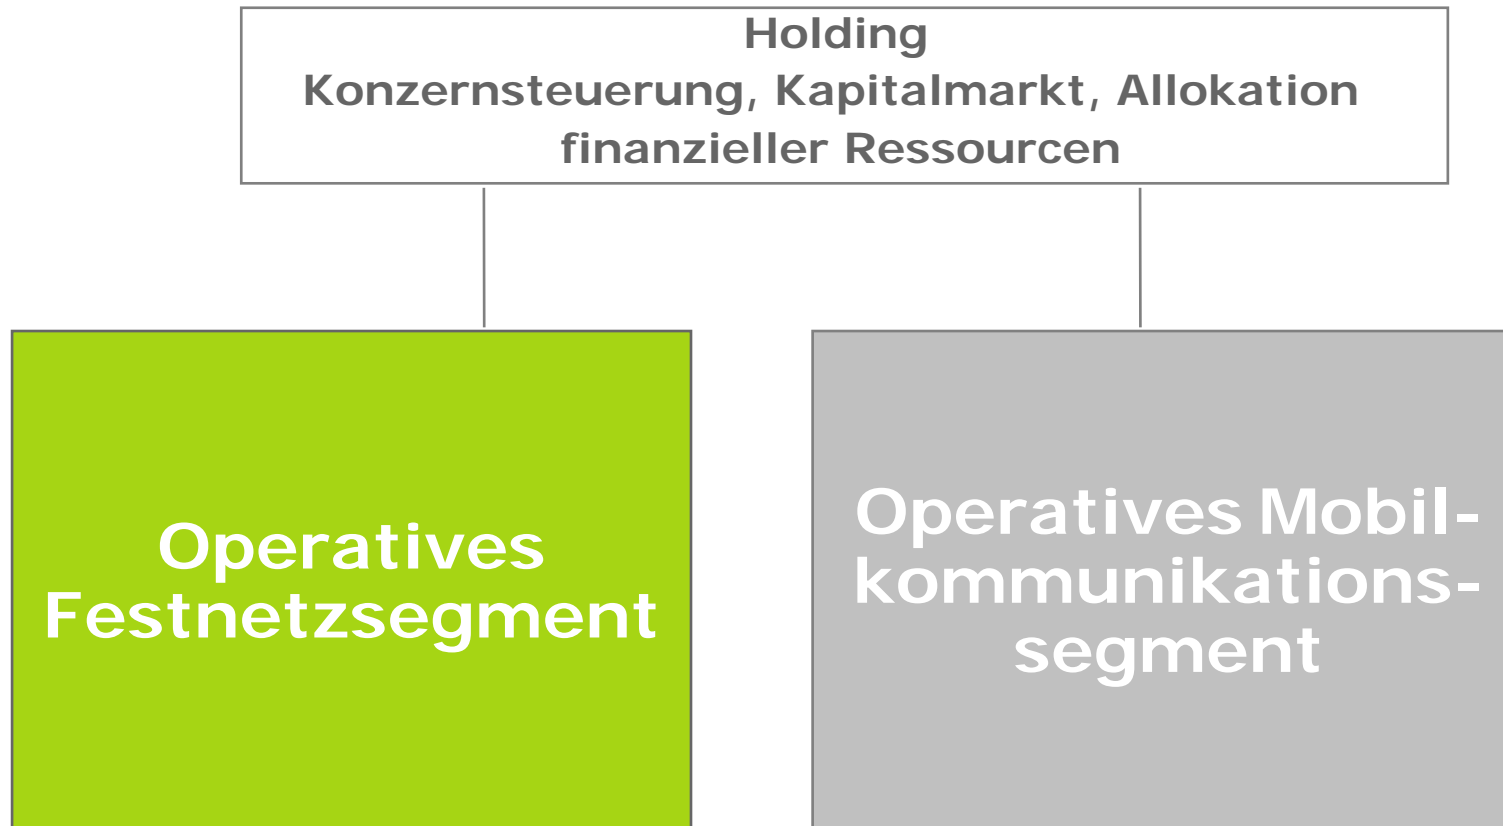 Holding
Konzernsteuerung, Kapitalmarkt, Allokation
finanzieller Ressourcen
Operatives
Festnetzsegment
Operatives Mobil-
kommunikations-
segment